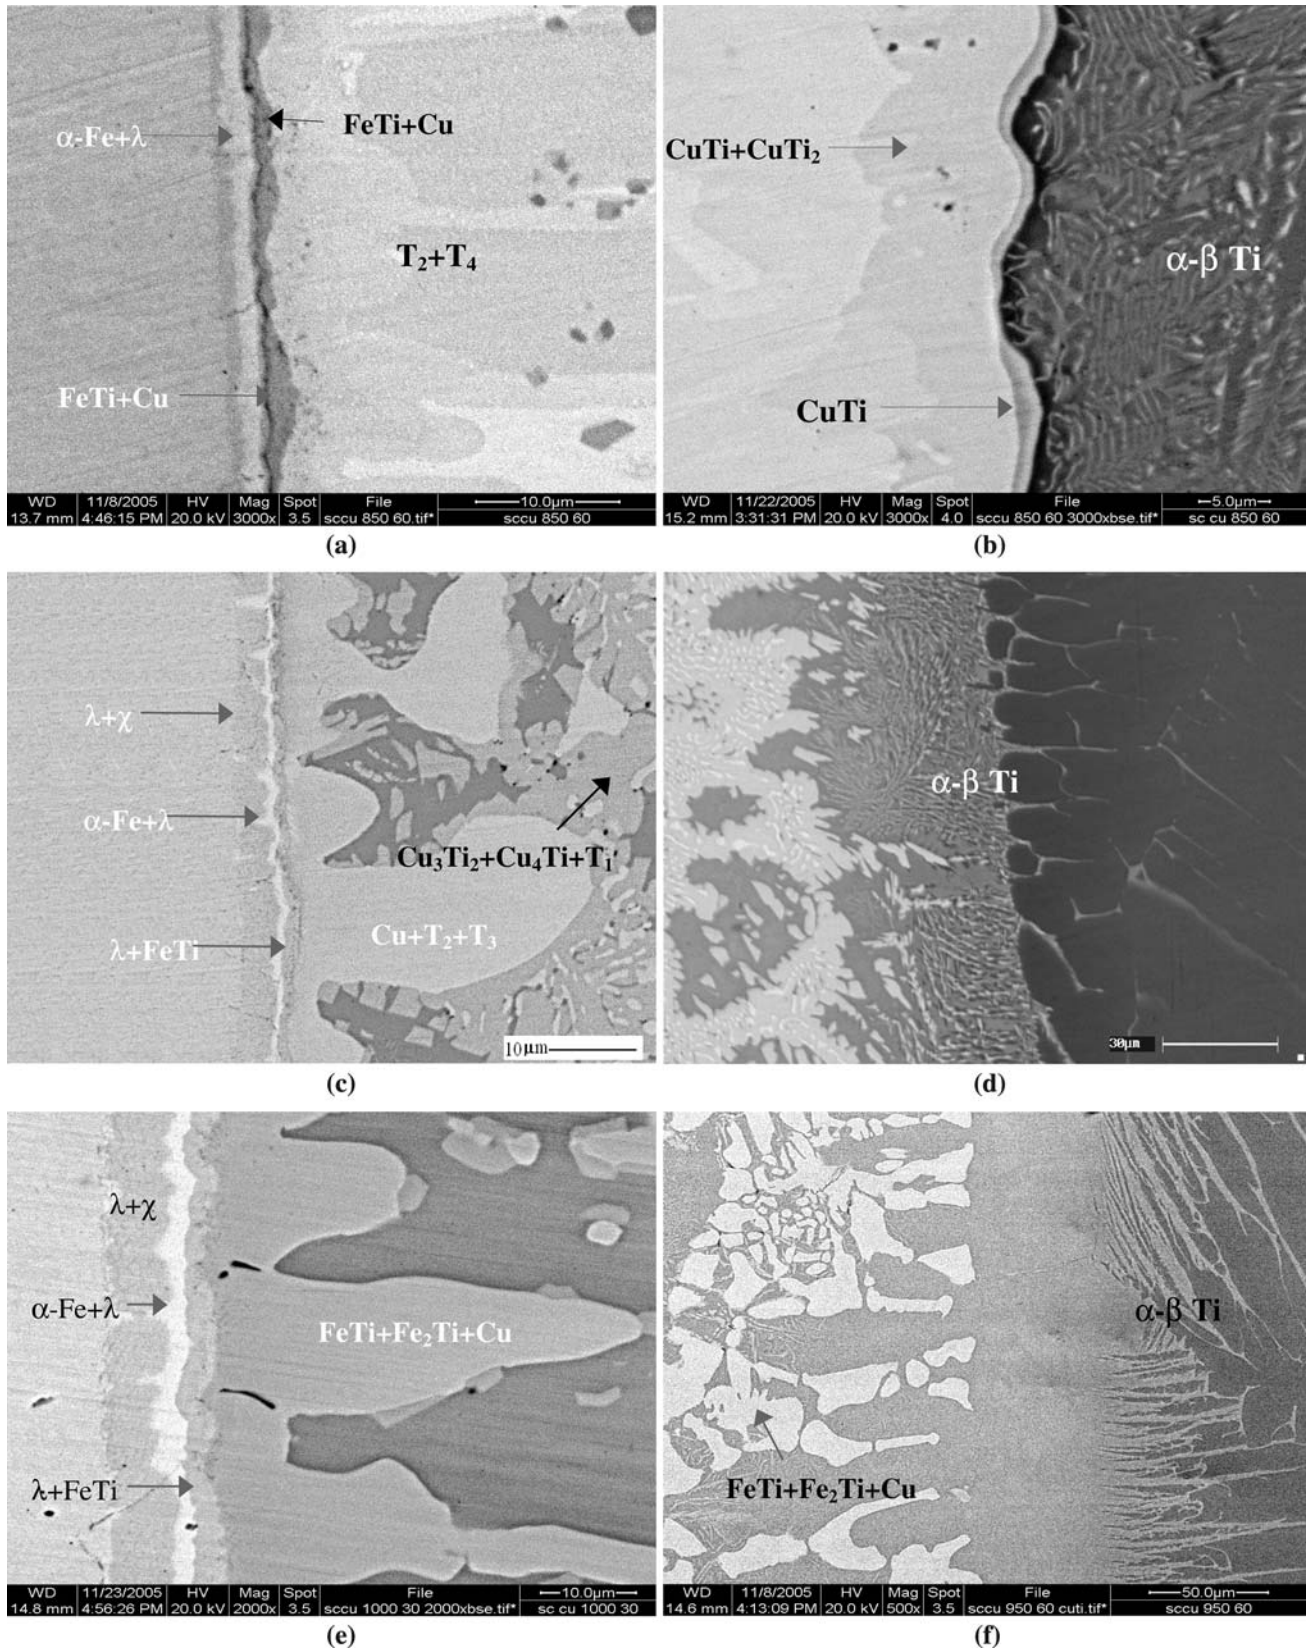 α-Fe+λ
FeTi+Cu
T₂+T₄
FeTi+Cu
WD 11/8/2005 HV Mag Spot File 10.0µm
13.7 mm 4:46:15 PM 20.0 kV 3000x 3.5 sccu 850 60.tif* sccu 850 60
(a)
CuTi+CuTi₂
α-β Ti
CuTi
WD 11/22/2005 HV Mag Spot File 5.0µm
15.2 mm 3:31:31 PM 20.0 kV 3000x 4.0 sccu 850 60 3000xbse.tif* sc cu 850 60
(b)
λ+χ
α-Fe+λ
Cu₃Ti₂+Cu₄Ti+T₁
λ+FeTi
Cu+T₂+T₃
10µm
(c)
α-β Ti
30µm
(d)
λ+χ
α-Fe+λ
FeTi+Fe₂Ti+Cu
λ+FeTi
WD 11/23/2005 HV Mag Spot File 10.0µm
14.8 mm 4:56:26 PM 20.0 kV 2000x 3.5 sccu 1000 30 2000xbse.tif* sc cu 1000 30
(e)
α-β Ti
FeTi+Fe₂Ti+Cu
WD 11/8/2005 HV Mag Spot File 50.0µm
14.6 mm 4:13:09 PM 20.0 kV 500x 3.5 sccu 950 60 cuti.tif* sccu 950 60
(f)